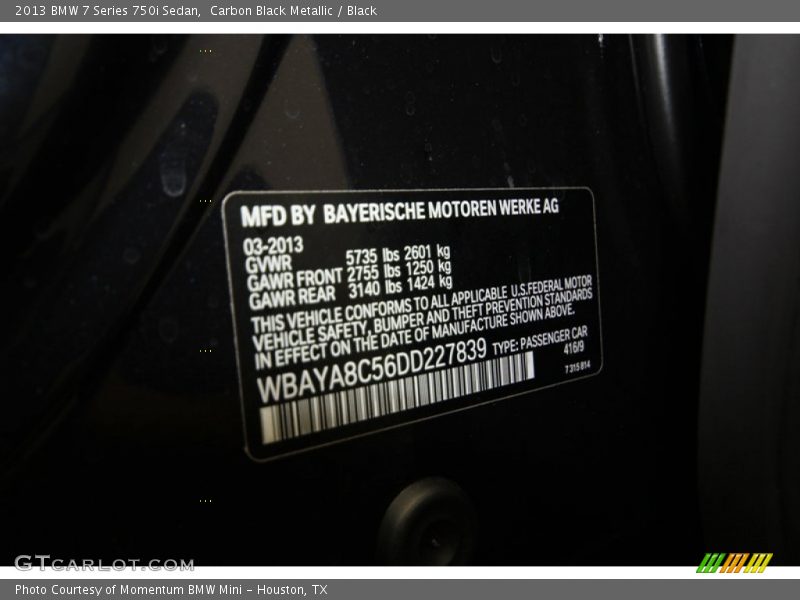 2013 BMW 7 Series 750i Sedan,  Carbon Black Metallic / Black
MFD BY BAYERISCHE MOTOREN WERKE AG
03-2013
GVWR 5735 lbs 2601 kg
GAWR FRONT 2755 lbs 1250 kg
GAWR REAR 3140 lbs 1424 kg
THIS VEHICLE CONFORMS TO ALL APPLICABLE U.S.FEDERAL MOTOR
VEHICLE SAFETY, BUMPER AND THEFT PREVENTION STANDARDS
IN EFFECT ON THE DATE OF MANUFACTURE SHOWN ABOVE.
WBAYA8C56DD227839 TYPE: PASSENGER CAR
416/9
7 315 814
GTCARLOT.COM
Photo Courtesy of Momentum BMW Mini - Houston, TX